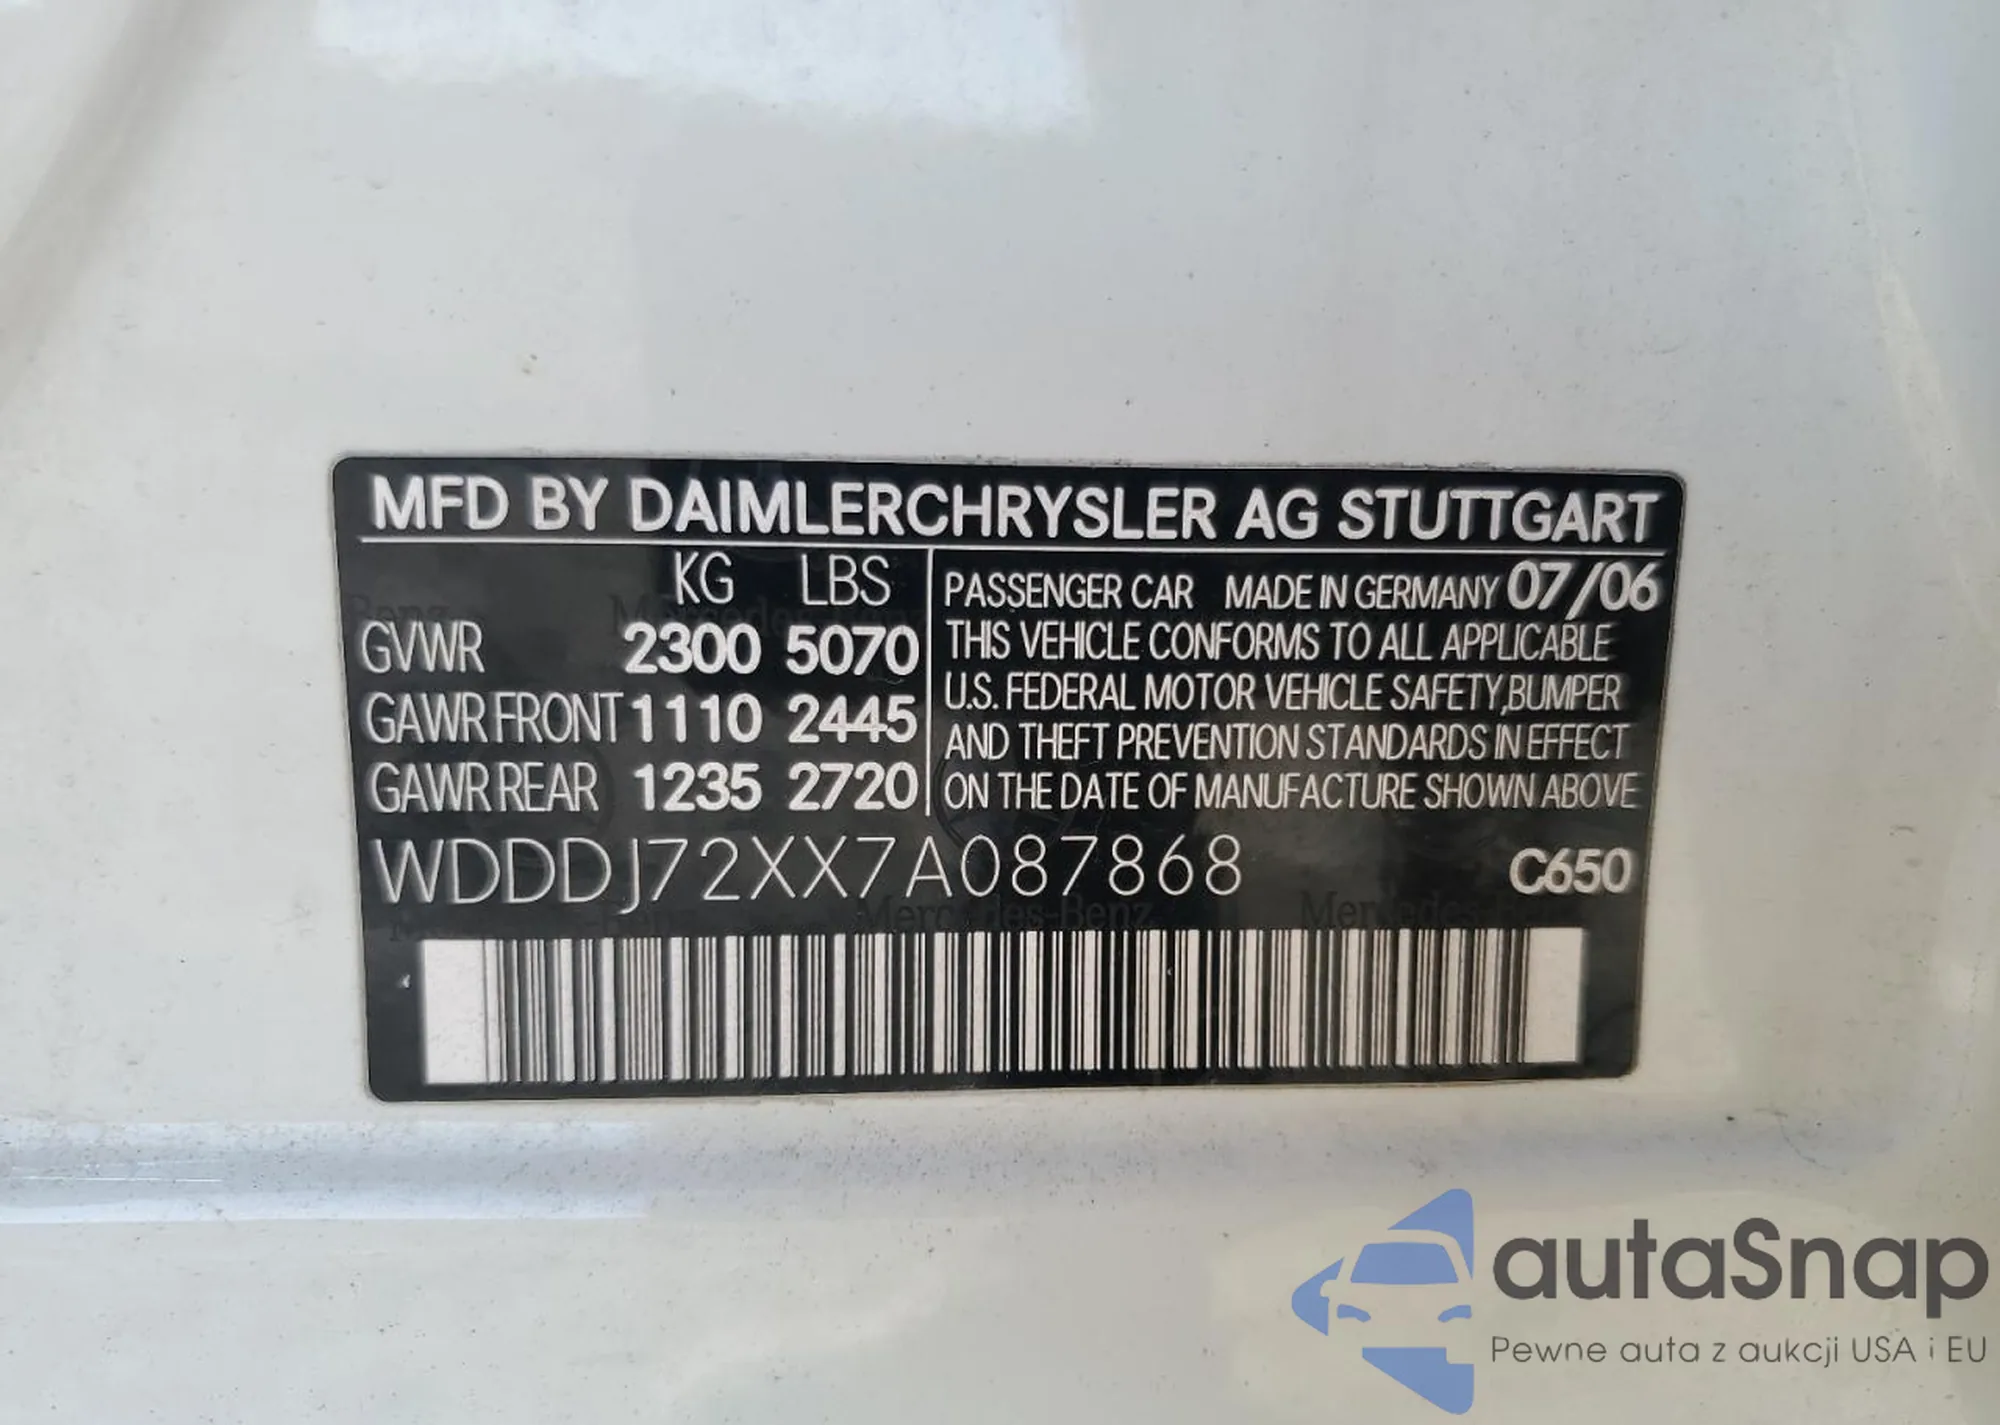 MFD BY DAIMLERCHRYSLER AG STUTTGART
KG LBS
GVWR 2300 5070
GAWR FRONT 1110 2445
GAWR REAR 1235 2720
PASSENGER CAR MADE IN GERMANY 07/06
THIS VEHICLE CONFORMS TO ALL APPLICABLE
U.S. FEDERAL MOTOR VEHICLE SAFETY,BUMPER
AND THEFT PREVENTION STANDARDS IN EFFECT
ON THE DATE OF MANUFACTURE SHOWN ABOVE
WDDDJ72XX7A087868 C650
Mercedes-Benz
autaSnap
Pewne auta z aukcji USA i EU